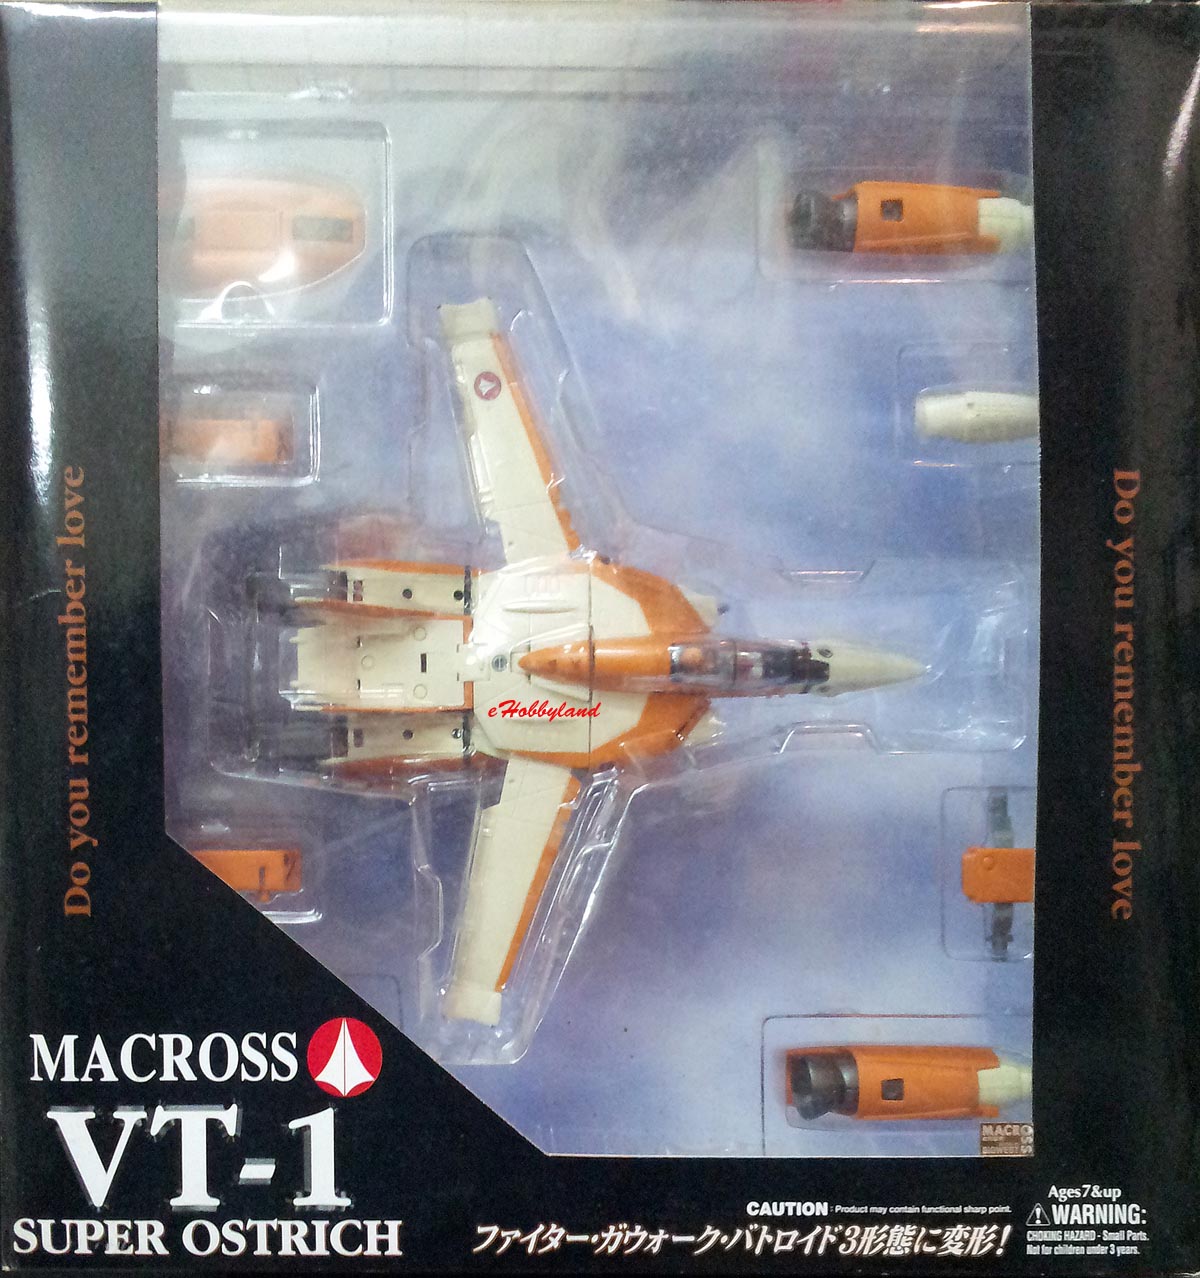 Do you remember love
Do you remember love
eHobbyland
MACROSS
VT-1
SUPER OSTRICH
MACROSS
BIGWEST
CAUTION : Product may contain functional sharp point.
ファイター・ガウォーク・バトロイド3形態に変形!
Ages7&up
WARNING:
CHOKING HAZARD - Small Parts.
Not for children under 3 years.